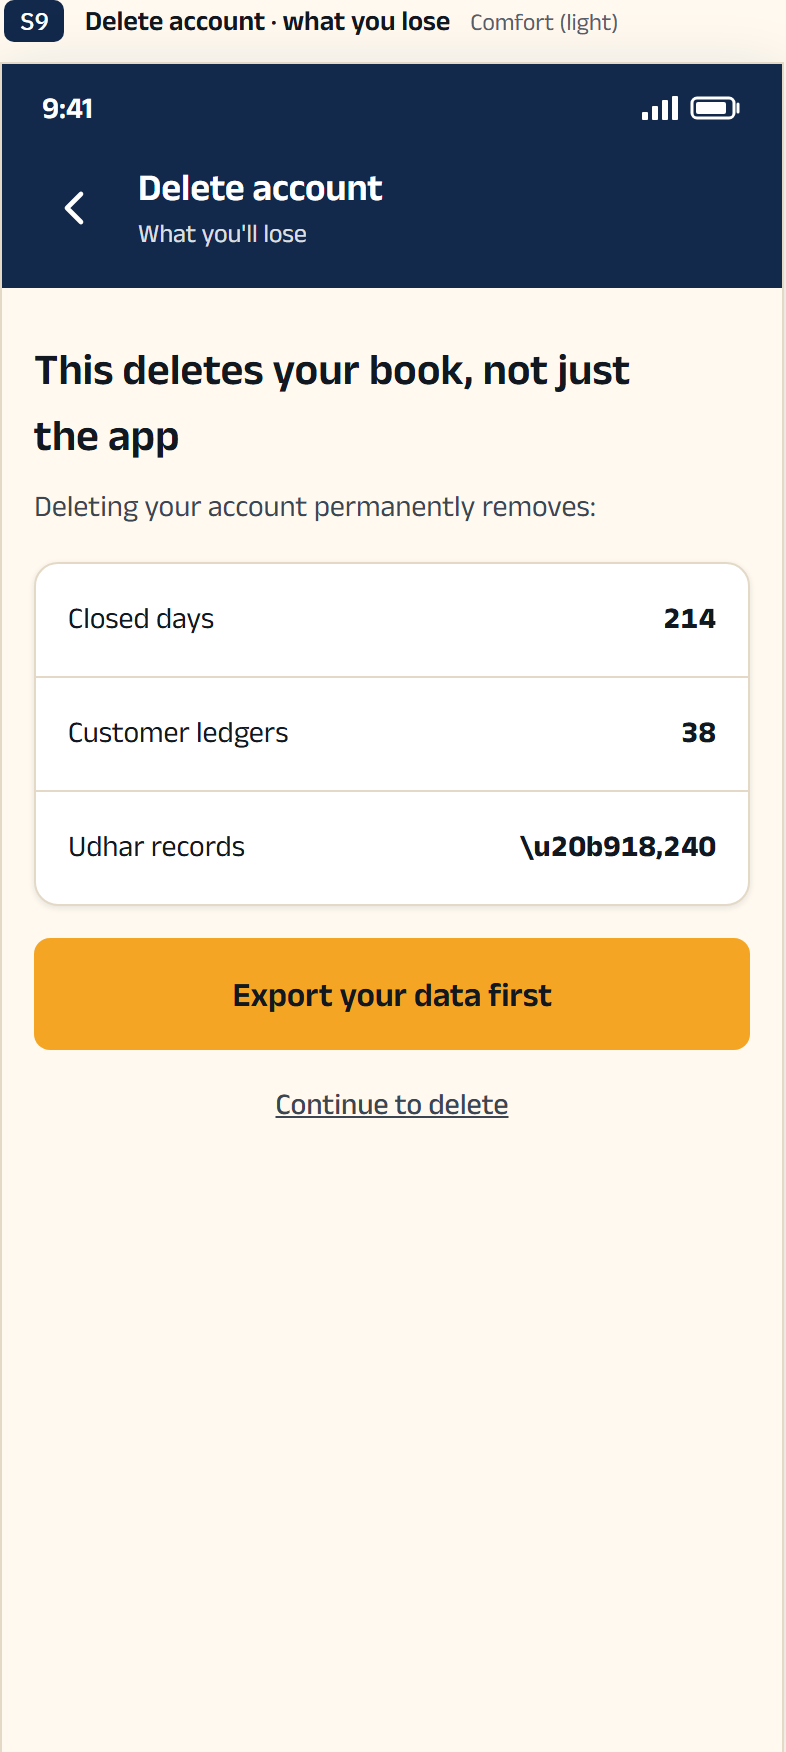 S9 Delete account · what you lose Comfort (light)
9:41
Delete account
What you'll lose
This deletes your book, not just
the app
Deleting your account permanently removes:
Closed days 214
Customer ledgers 38
Udhar records \u20b918,240
Export your data first
Continue to delete